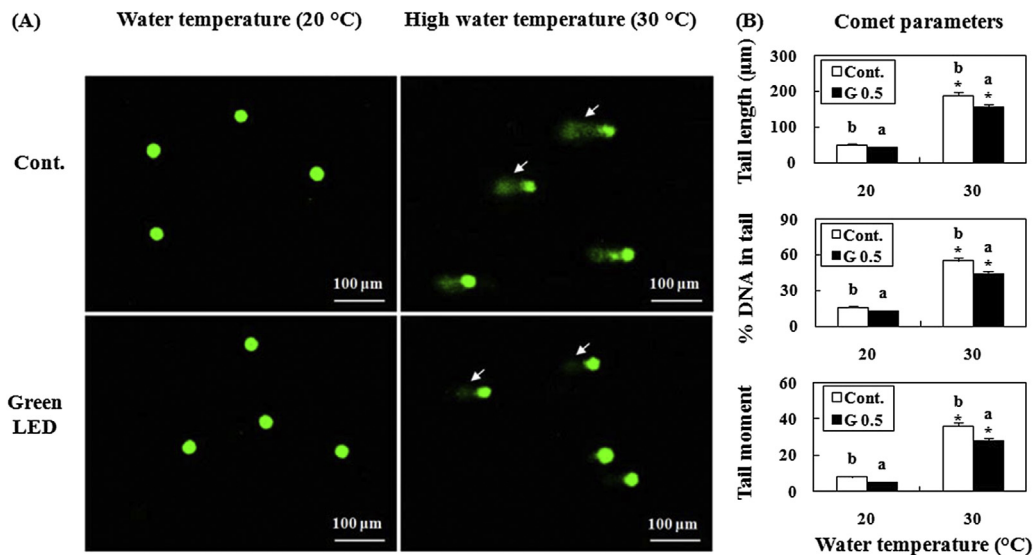 (A)
Water temperature (20 °C)
High water temperature (30 °C)
Cont.
100 µm
100 µm
Green
LED
100 µm
100 µm
(B)
Comet parameters
Tail length (µm)
300
200
100
0
Cont.
G 0.5
b
a
b
*
a
*
20
30
% DNA in tail
90
60
30
0
Cont.
G 0.5
b
a
b
*
a
*
20
30
Tail moment
60
40
20
0
Cont.
G 0.5
b
a
b
*
a
*
20
30
Water temperature (°C)